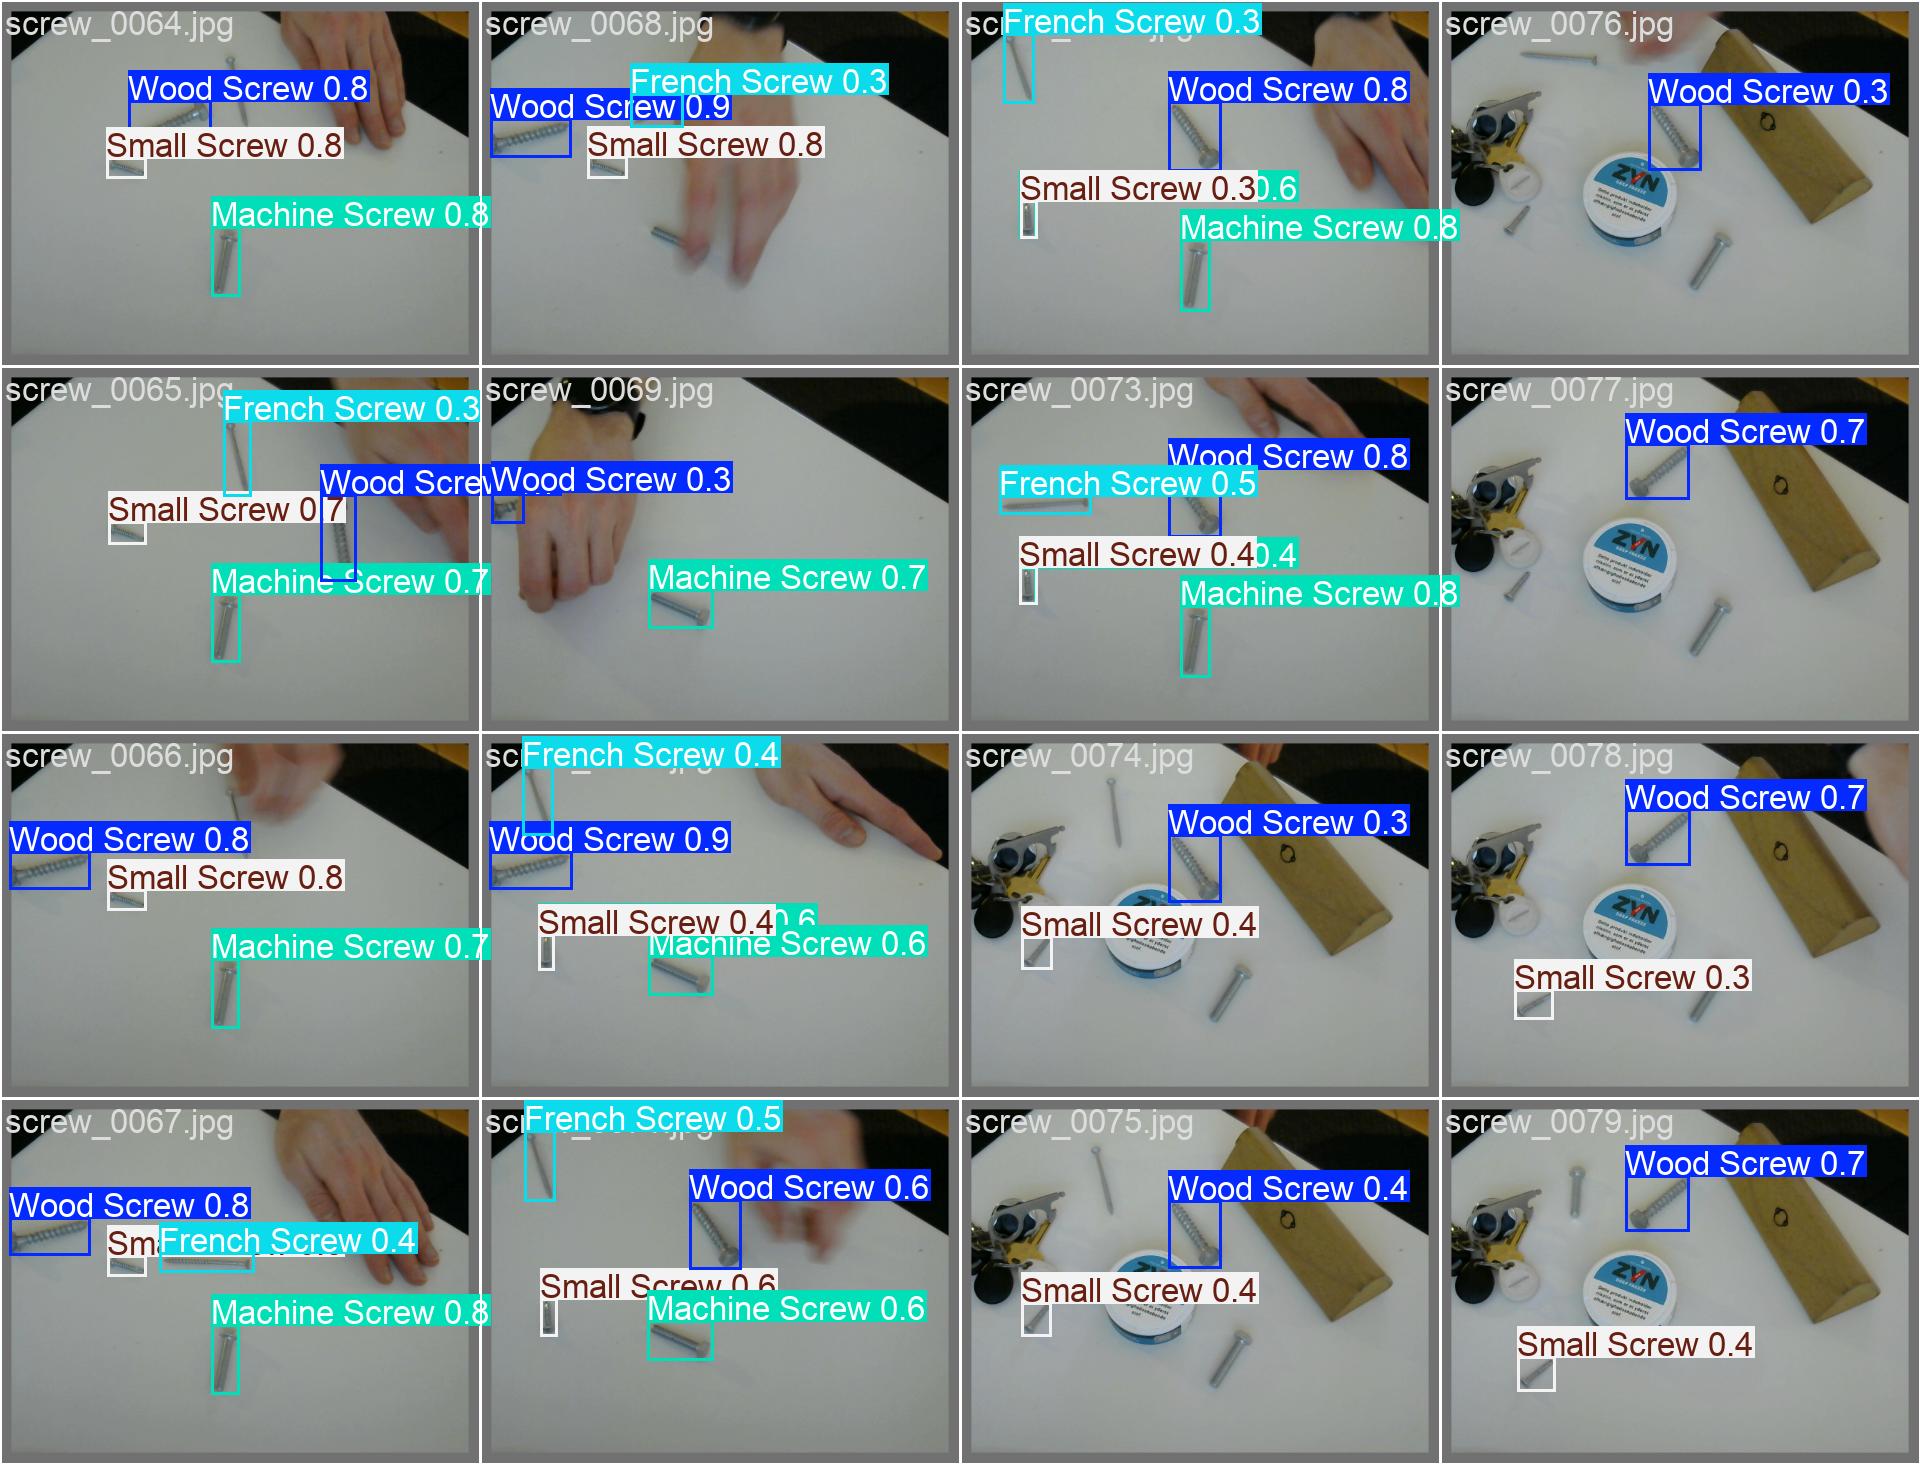 screw_0064.jpg
Wood Screw 0.8
Small Screw 0.8
Machine Screw 0.8
screw_0068.jpg
French Screw 0.3
Wood Screw 0.9
Small Screw 0.8
French Screw 0.3
Wood Screw 0.8
Small Screw 0.3
0.6
Machine Screw 0.8
screw_0076.jpg
Wood Screw 0.3
ZYN
screw_0065.jpg
French Screw 0.3
Wood Screw
Small Screw 0.7
Machine Screw 0.7
screw_0069.jpg
Wood Screw 0.3
Machine Screw 0.7
screw_0073.jpg
Wood Screw 0.8
French Screw 0.5
Small Screw 0.4
0.4
Machine Screw 0.8
screw_0077.jpg
Wood Screw 0.7
ZYN
screw_0066.jpg
Wood Screw 0.8
Small Screw 0.8
Machine Screw 0.7
French Screw 0.4
Wood Screw 0.9
Small Screw 0.4
0.6
Machine Screw 0.6
screw_0074.jpg
Wood Screw 0.3
ZYN
Small Screw 0.4
screw_0078.jpg
Wood Screw 0.7
ZYN
Small Screw 0.3
screw_0067.jpg
Wood Screw 0.8
French Screw 0.4
Machine Screw 0.8
French Screw 0.5
Wood Screw 0.6
Small Screw 0.6
Machine Screw 0.6
screw_0075.jpg
Wood Screw 0.4
ZYN
Small Screw 0.4
screw_0079.jpg
Wood Screw 0.7
ZYN
Small Screw 0.4